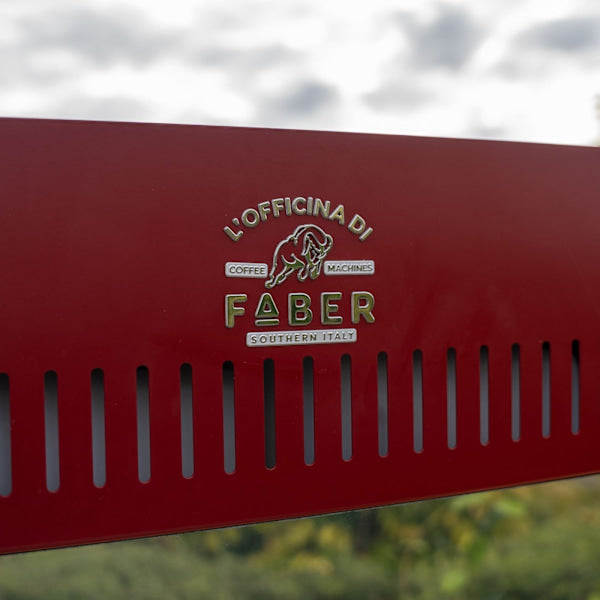 L'OFFICINA DI
COFFEE MACHINES
FABER
SOUTHERN ITALY